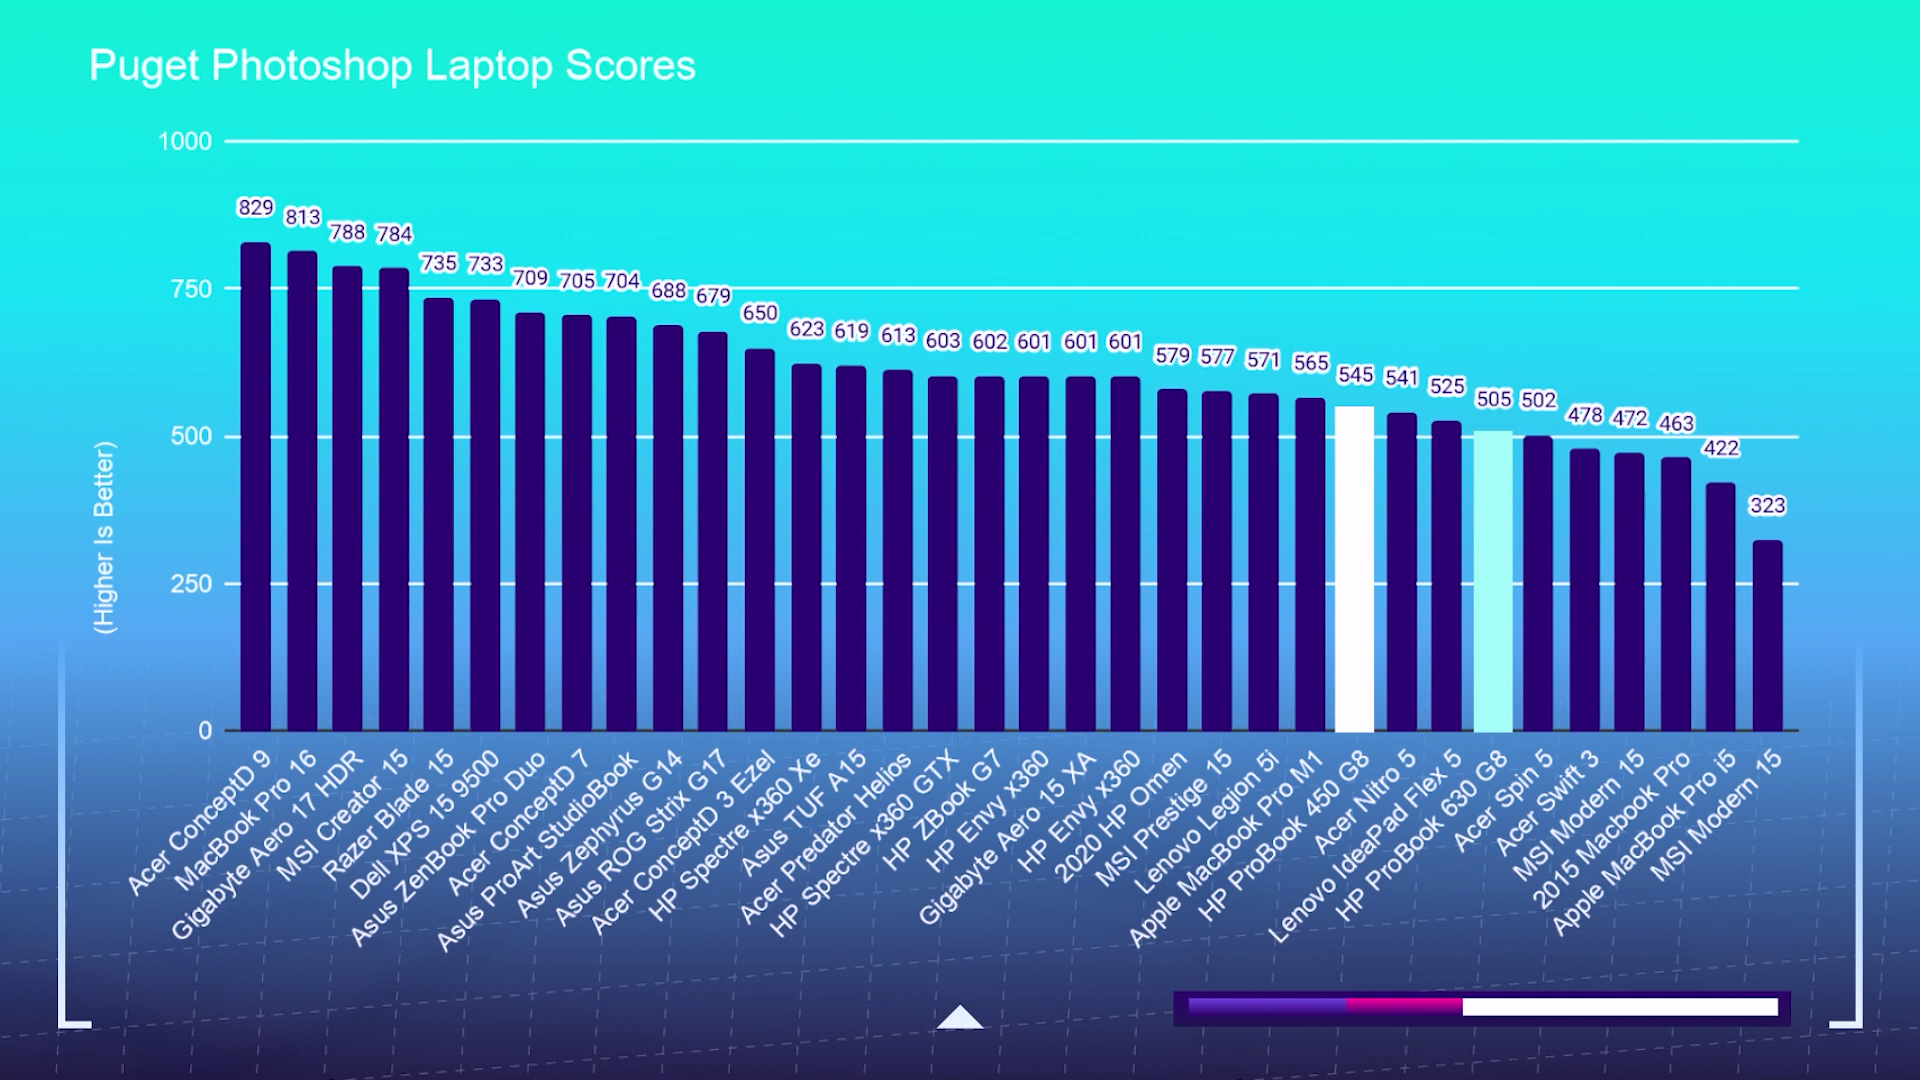 Puget Photoshop Laptop Scores
(Higher Is Better)
1000
750
500
250
0
829
813
788
784
735
733
709
705
704
688
679
650
623
619
613
603
602
601
601
601
579
577
571
565
545
541
525
505
502
478
472
463
422
323
Acer ConceptD 9
MacBook Pro 16
Gigabyte Aero 17 HDR
MSI Creator 15
Razer Blade 15
Dell XPS 15 9500
Asus ZenBook Pro Duo
Acer ConceptD 7
Asus ProArt StudioBook
Asus Zephyrus G14
Asus ROG Strix G17
Acer ConceptD 3 Ezel
HP Spectre x360 Xe
Asus TUF A15
Acer Predator Helios
HP Spectre x360 GTX
HP ZBook G7
HP Envy x360
Gigabyte Aero 15 XA
HP Envy x360
2020 HP Omen
MSI Prestige 15
Lenovo Legion 5i
Apple MacBook Pro M1
HP ProBook 450 G8
Acer Nitro 5
Lenovo IdeaPad Flex 5
HP ProBook 630 G8
Acer Spin 5
Acer Swift 3
MSI Modern 15
2015 Macbook Pro
Apple MacBook Pro i5
MSI Modern 15